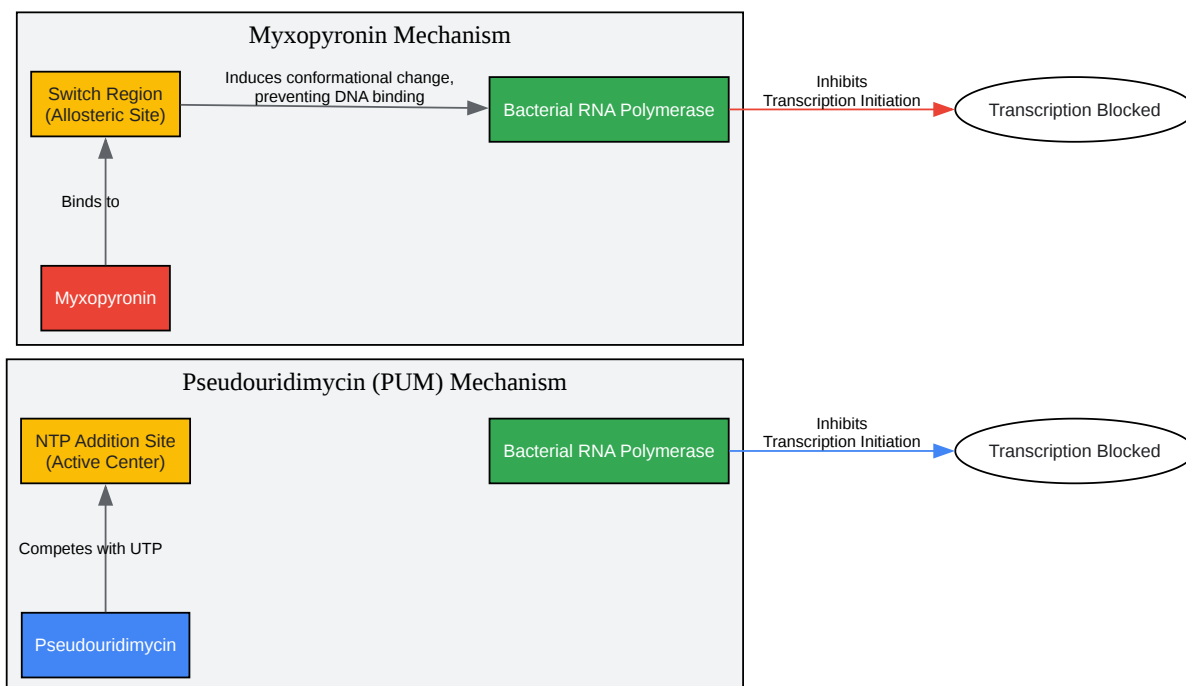 Myxopyronin Mechanism
Switch Region
(Allosteric Site)
Induces conformational change,
preventing DNA binding
Bacterial RNA Polymerase
Inhibits
Transcription Initiation
Transcription Blocked
Binds to
Myxopyronin
Pseudouridimycin (PUM) Mechanism
NTP Addition Site
(Active Center)
Bacterial RNA Polymerase
Inhibits
Transcription Initiation
Transcription Blocked
Competes with UTP
Pseudouridimycin